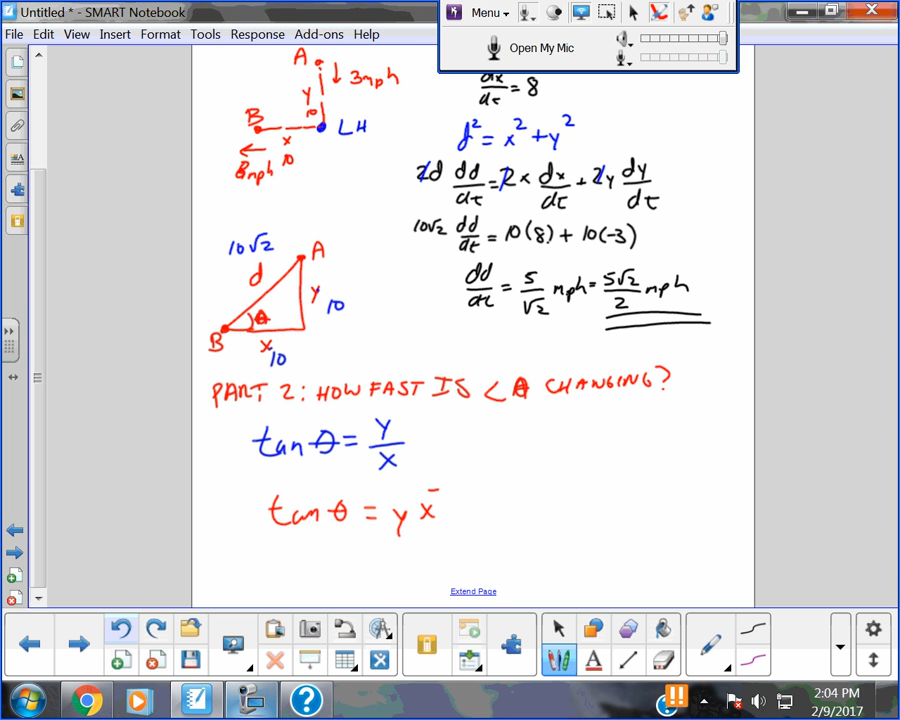 Untitled * - SMART Notebook
Menu
File Edit View Insert Format Tools Response Add-ons Help
Open My Mic
A
3mph
y
10
B
LH
x
10
8mph
dx/dt = 8
d² = x² + y²
2d dd/dt = 2x dx/dt + 2y dy/dt
10√2 dd/dt = 10(8) + 10(-3)
dd/dt = 5/√2 mph = 5√2/2 mph
10√2
A
d
y
10
θ
B
x
10
PART 2: HOW FAST IS <θ CHANGING?
tan θ = y/x
tan θ = y x⁻
Extend Page
A
2:04 PM
2/9/2017